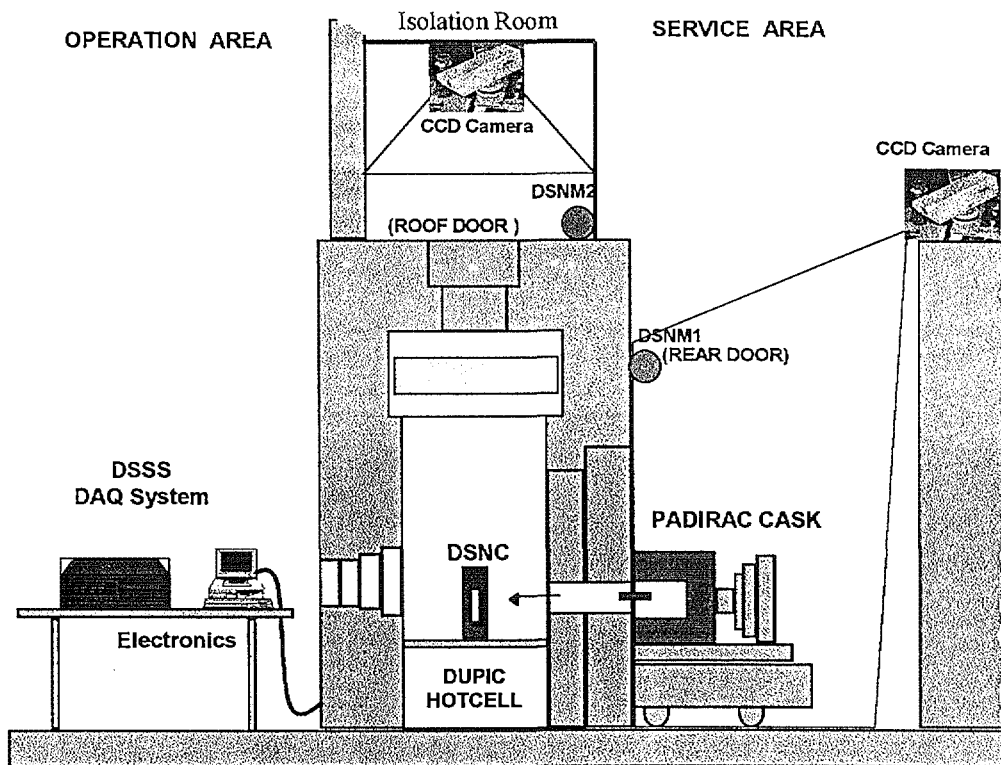 Isolation Room
OPERATION AREA
SERVICE AREA
CCD Camera
CCD Camera
DSNM2
(ROOF DOOR )
DSNM1
(REAR DOOR)
DSSS
DAQ System
PADIRAC CASK
DSNC
Electronics
DUPIC
HOTCELL